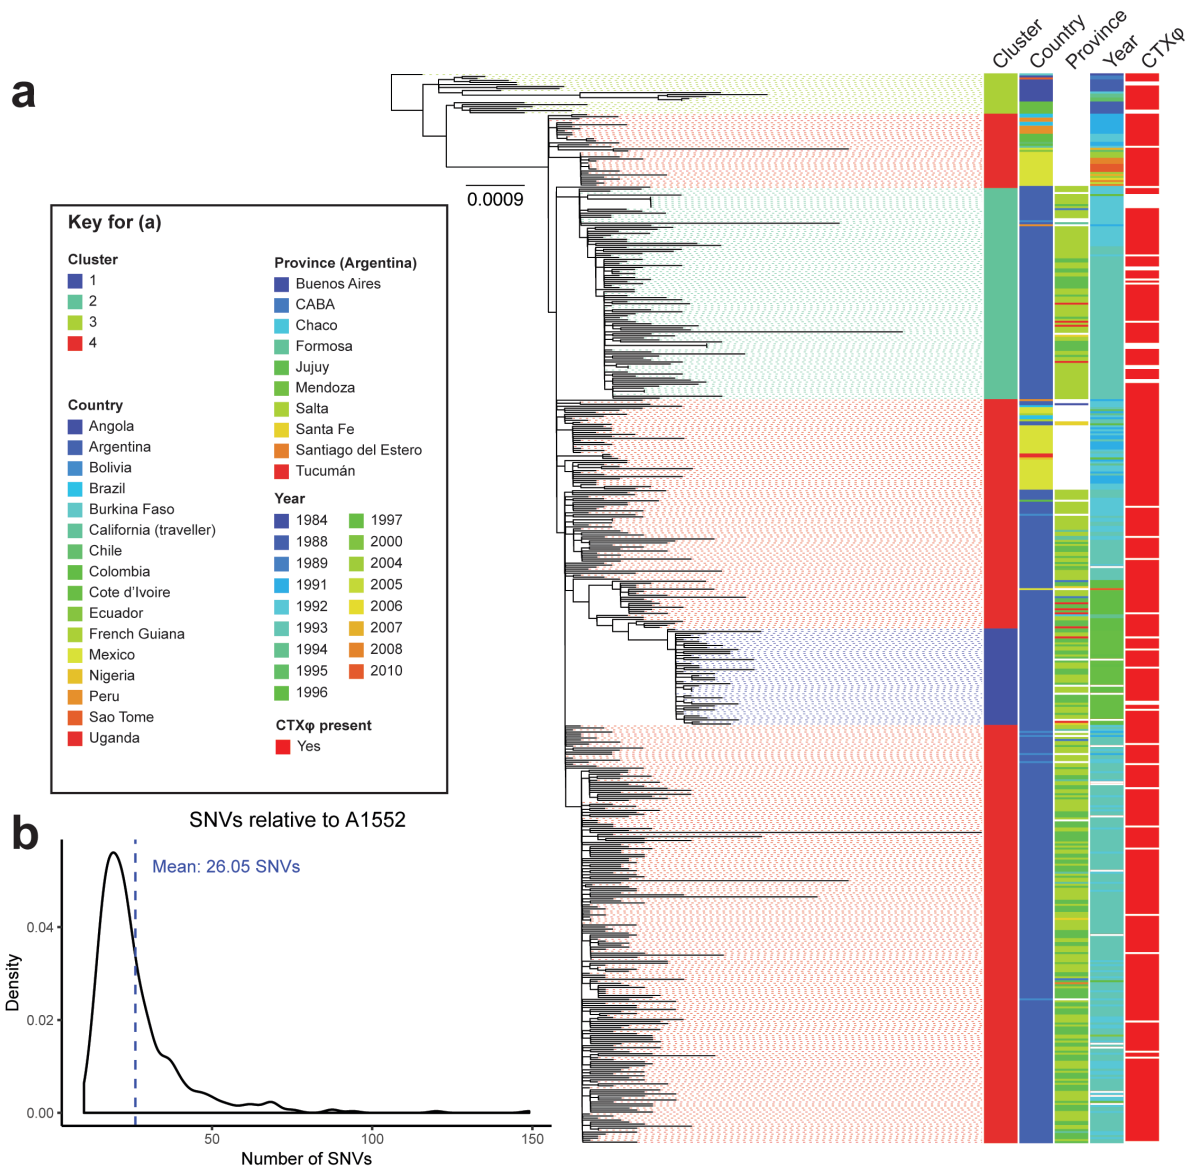 a
Cluster
Country
Province
Year
CTXφ
0.0009
Key for (a)
Cluster
1
2
3
4
Country
Angola
Argentina
Bolivia
Brazil
Burkina Faso
California (traveller)
Chile
Colombia
Cote d'Ivoire
Ecuador
French Guiana
Mexico
Nigeria
Peru
Sao Tome
Uganda
Province (Argentina)
Buenos Aires
CABA
Chaco
Formosa
Jujuy
Mendoza
Salta
Santa Fe
Santiago del Estero
Tucumán
Year
1984
1988
1989
1991
1992
1993
1994
1995
1996
1997
2000
2004
2005
2006
2007
2008
2010
CTXφ present
Yes
b
SNVs relative to A1552
Mean: 26.05 SNVs
Density
0.04
0.02
0.00
50
100
150
Number of SNVs